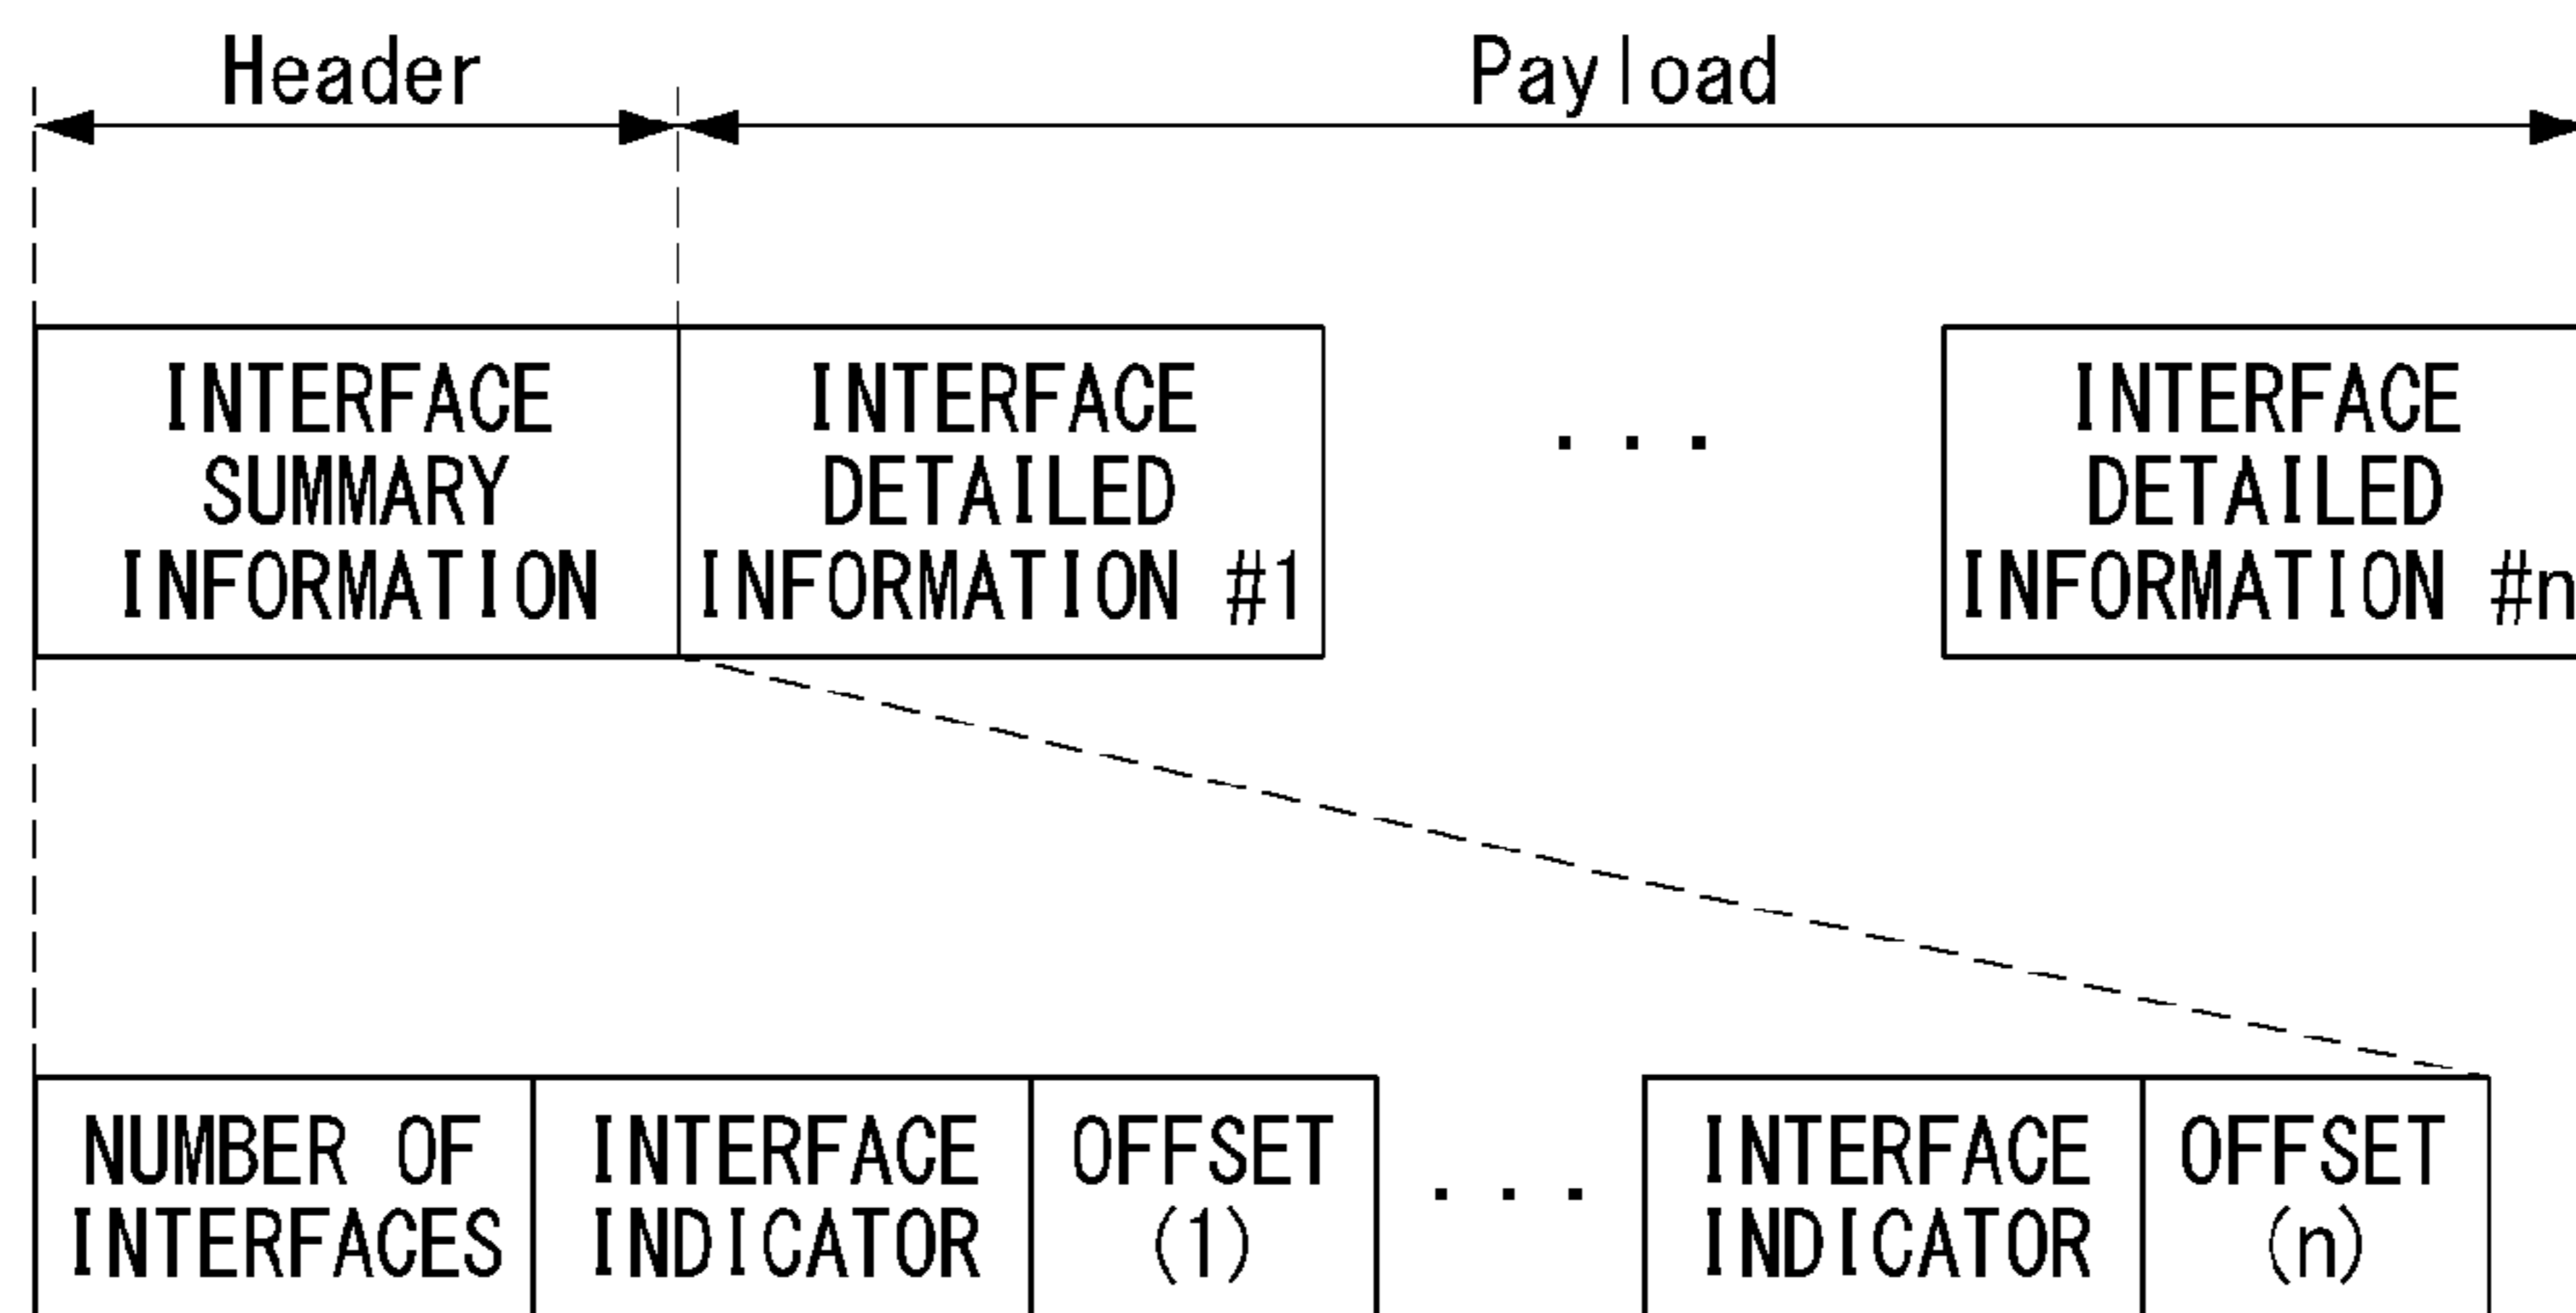 Header
Payload
INTERFACE
SUMMARY
INFORMATION
INTERFACE
DETAILED
INFORMATION #1
...
INTERFACE
DETAILED
INFORMATION #n
NUMBER OF
INTERFACES
INTERFACE
INDICATOR
OFFSET
(1)
...
INTERFACE
INDICATOR
OFFSET
(n)